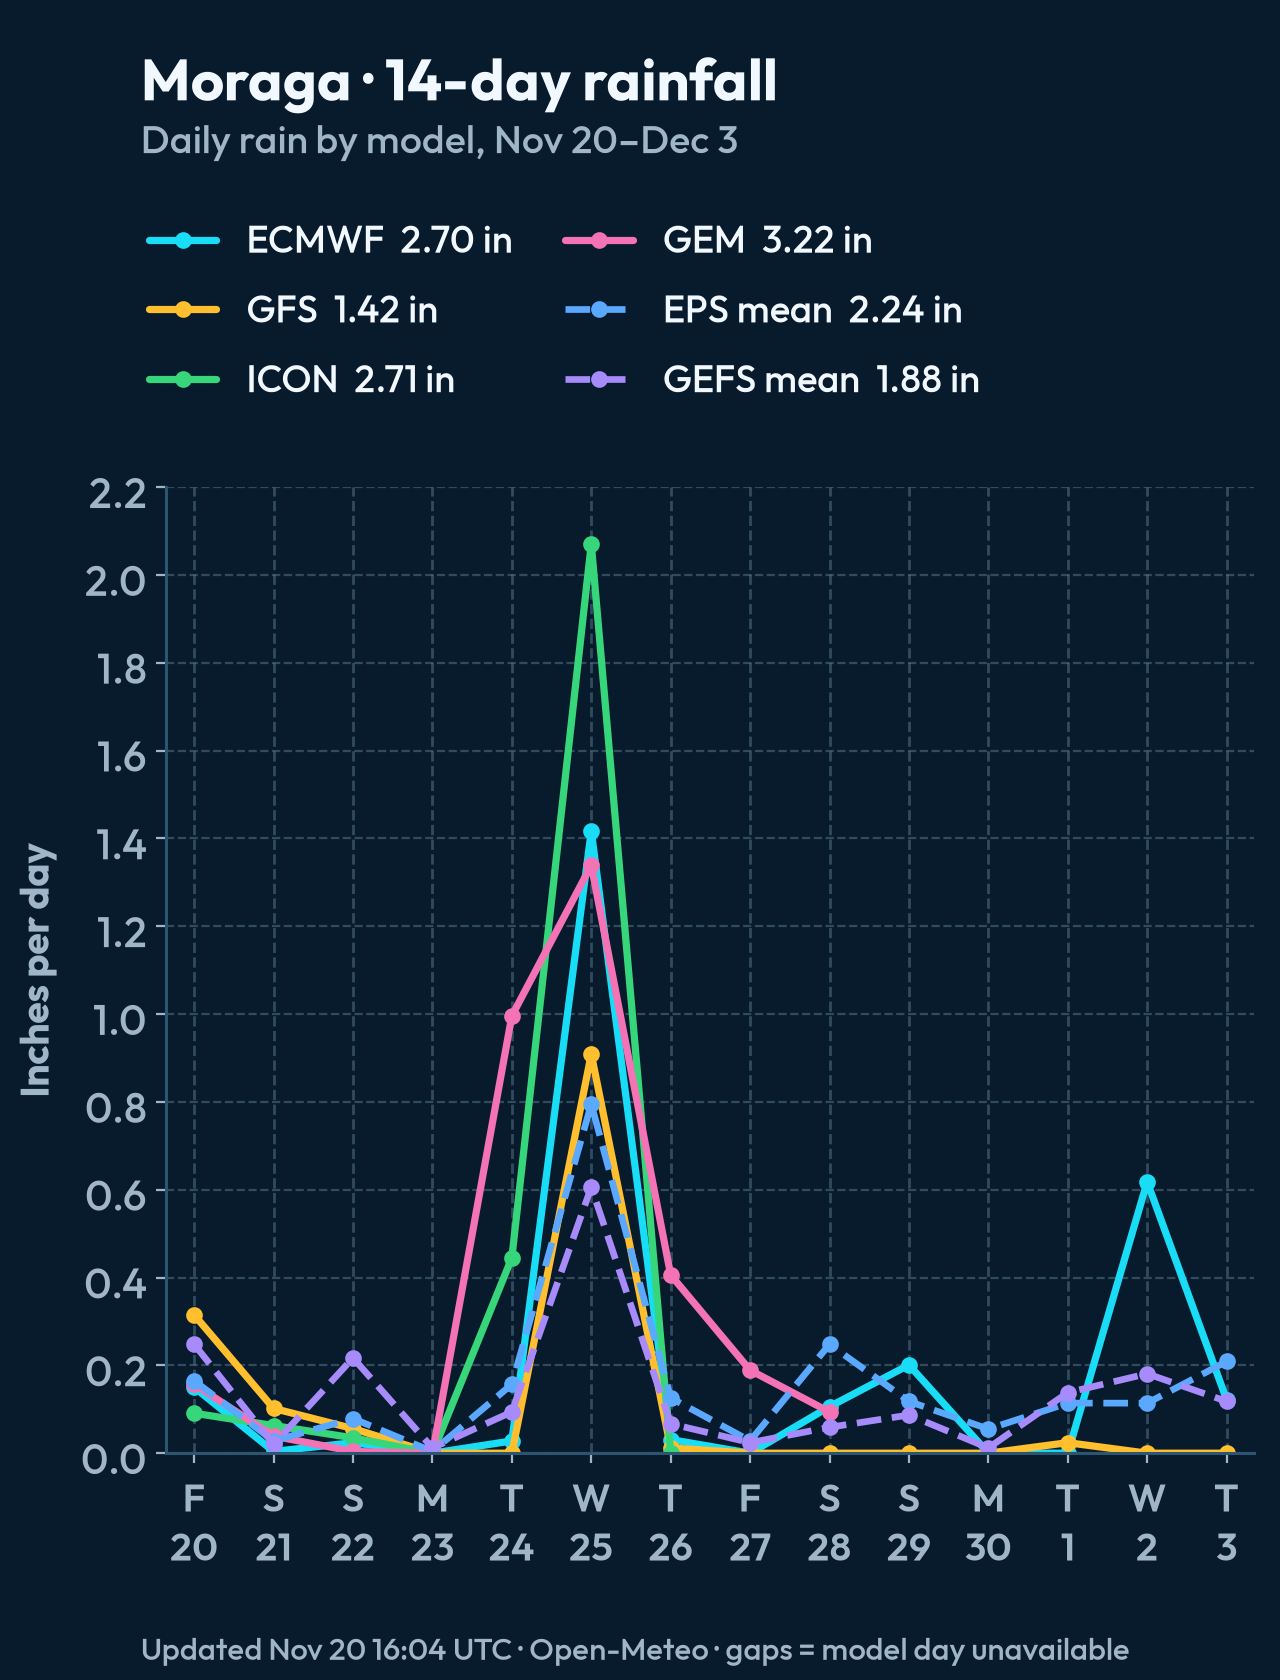 Moraga · 14-day rainfall
Daily rain by model, Nov 20–Dec 3
ECMWF 2.70 in
GEM 3.22 in
GFS 1.42 in
EPS mean 2.24 in
ICON 2.71 in
GEFS mean 1.88 in
Inches per day
2.2
2.0
1.8
1.6
1.4
1.2
1.0
0.8
0.6
0.4
0.2
0.0
F S S M T W T F S S M T W T
20 21 22 23 24 25 26 27 28 29 30 1 2 3
Updated Nov 20 16:04 UTC · Open-Meteo · gaps = model day unavailable